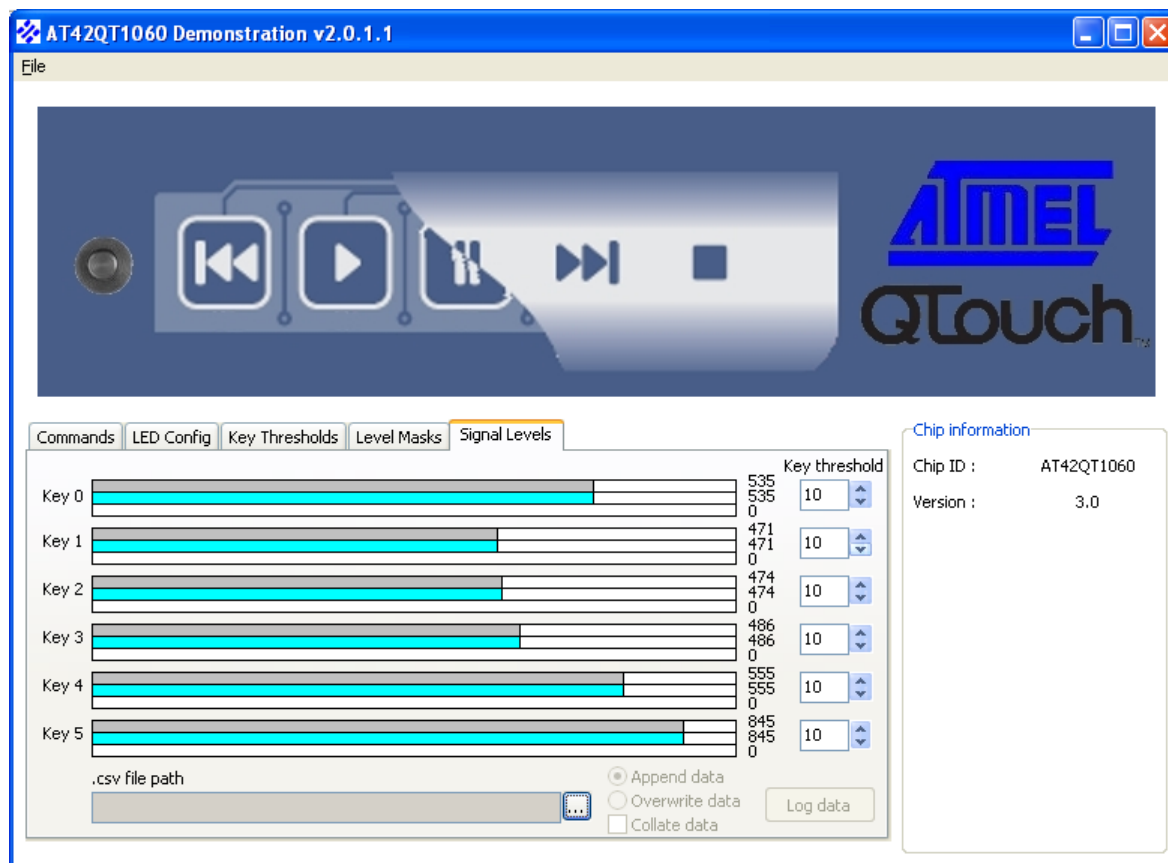 AT42QT1060 Demonstration v2.0.1.1
File
ATMEL
QTouch™
Commands LED Config Key Thresholds Level Masks Signal Levels
Key threshold
Key 0 535 535 0 10
Key 1 471 471 0 10
Key 2 474 474 0 10
Key 3 486 486 0 10
Key 4 555 555 0 10
Key 5 845 845 0 10
.csv file path
...
Append data
Overwrite data
Collate data
Log data
Chip information
Chip ID : AT42QT1060
Version : 3.0